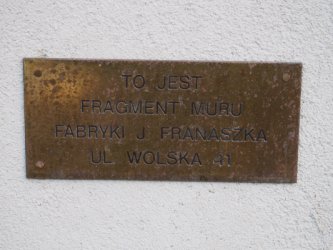 TO JEST
FRAGMENT MURU
FABRYKI J. FRANASZKA
UL. WOLSKA 41